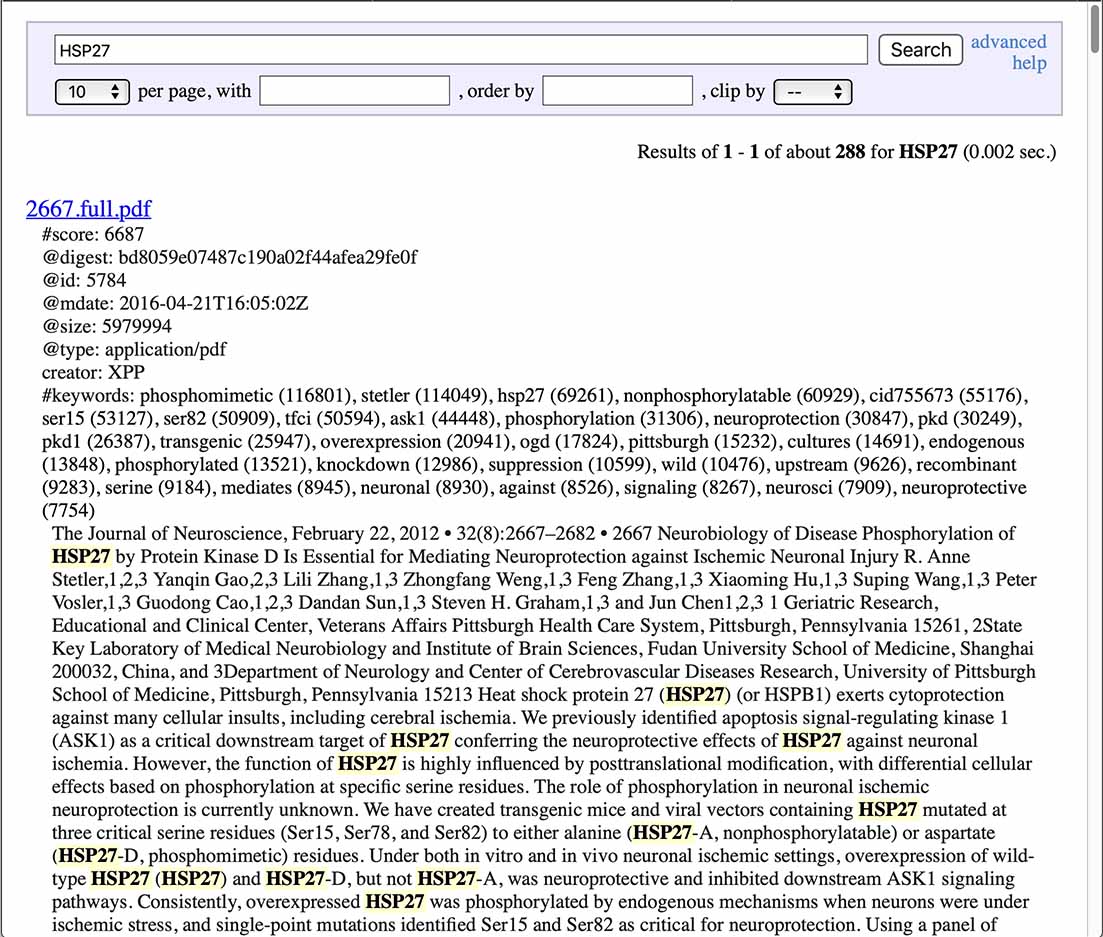 HSP27
Search
advanced
help
10 per page, with , order by , clip by --
Results of 1 - 1 of about 288 for HSP27 (0.002 sec.)
2667.full.pdf
#score: 6687
@digest: bd8059e07487c190a02f44afea29fe0f
@id: 5784
@mdate: 2016-04-21T16:05:02Z
@size: 5979994
@type: application/pdf
creator: XPP
#keywords: phosphomimetic (116801), stetler (114049), hsp27 (69261), nonphosphorylatable (60929), cid755673 (55176),
ser15 (53127), ser82 (50909), tfci (50594), ask1 (44448), phosphorylation (31306), neuroprotection (30847), pkd (30249),
pkd1 (26387), transgenic (25947), overexpression (20941), ogd (17824), pittsburgh (15232), cultures (14691), endogenous
(13848), phosphorylated (13521), knockdown (12986), suppression (10599), wild (10476), upstream (9626), recombinant
(9283), serine (9184), mediates (8945), neuronal (8930), against (8526), signaling (8267), neurosci (7909), neuroprotective
(7754)
The Journal of Neuroscience, February 22, 2012 • 32(8):2667–2682 • 2667 Neurobiology of Disease Phosphorylation of
HSP27 by Protein Kinase D Is Essential for Mediating Neuroprotection against Ischemic Neuronal Injury R. Anne
Stetler,1,2,3 Yanqin Gao,2,3 Lili Zhang,1,3 Zhongfang Weng,1,3 Feng Zhang,1,3 Xiaoming Hu,1,3 Suping Wang,1,3 Peter
Vosler,1,3 Guodong Cao,1,2,3 Dandan Sun,1,3 Steven H. Graham,1,3 and Jun Chen1,2,3 1 Geriatric Research,
Educational and Clinical Center, Veterans Affairs Pittsburgh Health Care System, Pittsburgh, Pennsylvania 15261, 2State
Key Laboratory of Medical Neurobiology and Institute of Brain Sciences, Fudan University School of Medicine, Shanghai
200032, China, and 3Department of Neurology and Center of Cerebrovascular Diseases Research, University of Pittsburgh
School of Medicine, Pittsburgh, Pennsylvania 15213 Heat shock protein 27 (HSP27) (or HSPB1) exerts cytoprotection
against many cellular insults, including cerebral ischemia. We previously identified apoptosis signal-regulating kinase 1
(ASK1) as a critical downstream target of HSP27 conferring the neuroprotective effects of HSP27 against neuronal
ischemia. However, the function of HSP27 is highly influenced by posttranslational modification, with differential cellular
effects based on phosphorylation at specific serine residues. The role of phosphorylation in neuronal ischemic
neuroprotection is currently unknown. We have created transgenic mice and viral vectors containing HSP27 mutated at
three critical serine residues (Ser15, Ser78, and Ser82) to either alanine (HSP27-A, nonphosphorylatable) or aspartate
(HSP27-D, phosphomimetic) residues. Under both in vitro and in vivo neuronal ischemic settings, overexpression of wild-
type HSP27 (HSP27) and HSP27-D, but not HSP27-A, was neuroprotective and inhibited downstream ASK1 signaling
pathways. Consistently, overexpressed HSP27 was phosphorylated by endogenous mechanisms when neurons were under
ischemic stress, and single-point mutations identified Ser15 and Ser82 as critical for neuroprotection. Using a panel of